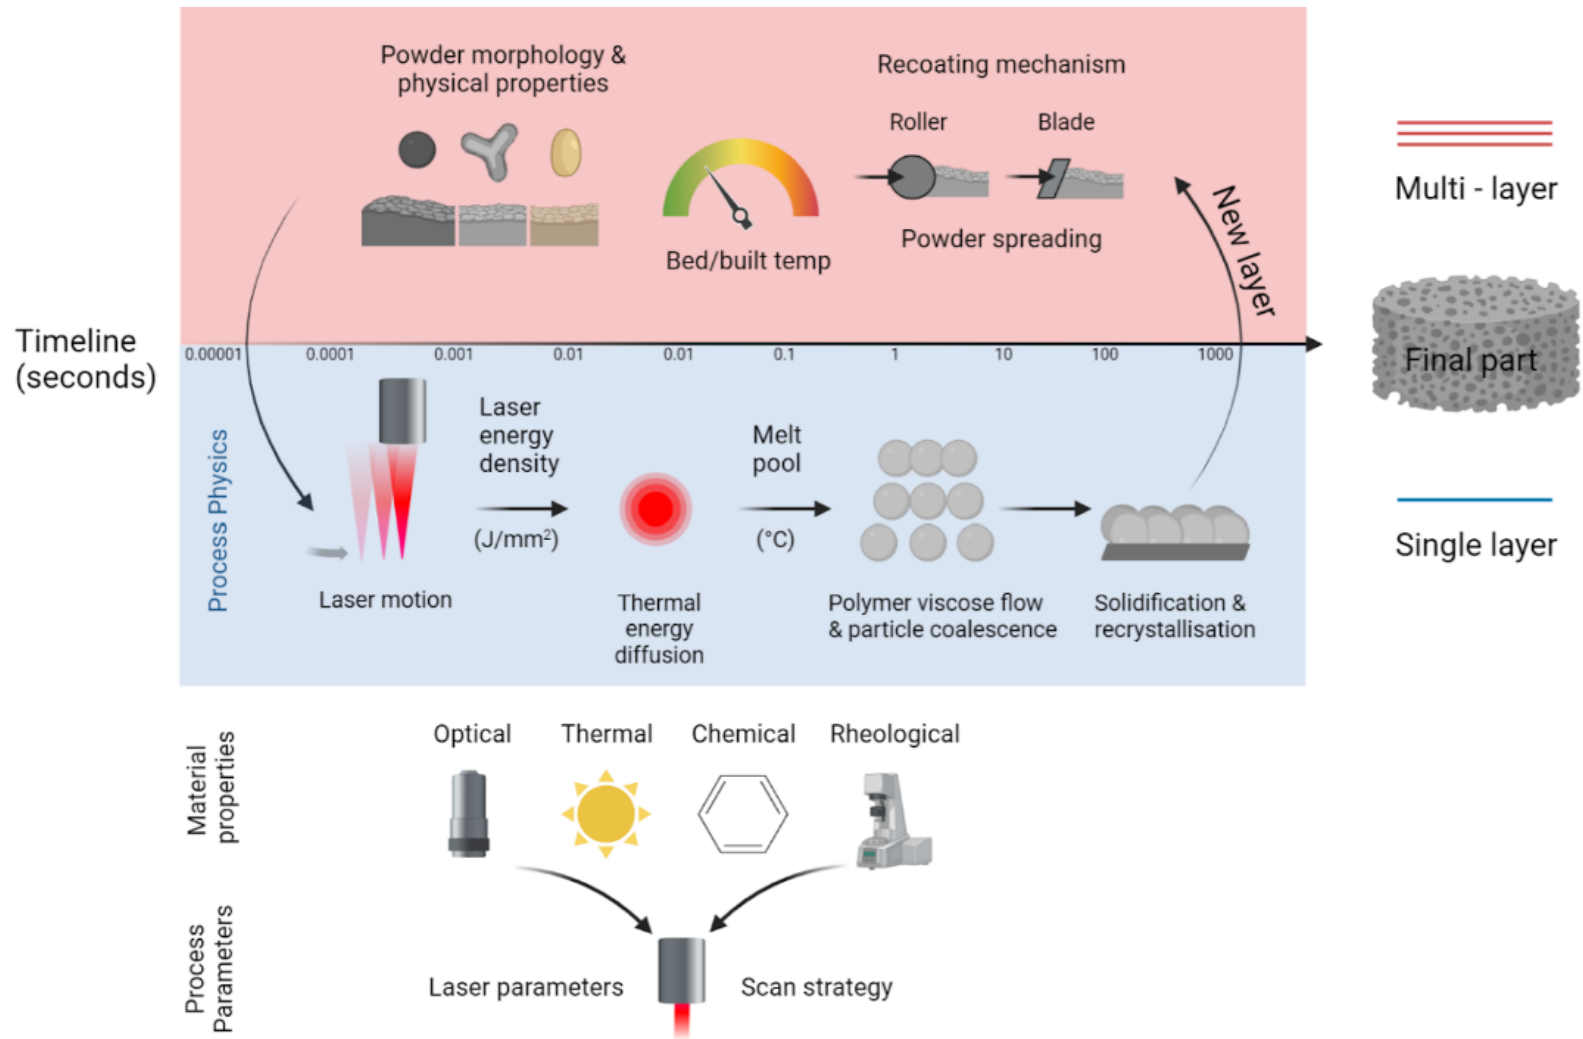 Powder morphology &
physical properties
Recoating mechanism
Roller
Blade
Bed/built temp
Powder spreading
New layer
Multi - layer
Timeline
(seconds)
0.00001
0.0001
0.001
0.01
0.01
0.1
1
10
100
1000
Final part
Process Physics
Laser
energy
density
(J/mm²)
Melt
pool
(°C)
Laser motion
Thermal
energy
diffusion
Polymer viscose flow
& particle coalescence
Solidification &
recrystallisation
Single layer
Material
properties
Optical
Thermal
Chemical
Rheological
Process
Parameters
Laser parameters
Scan strategy